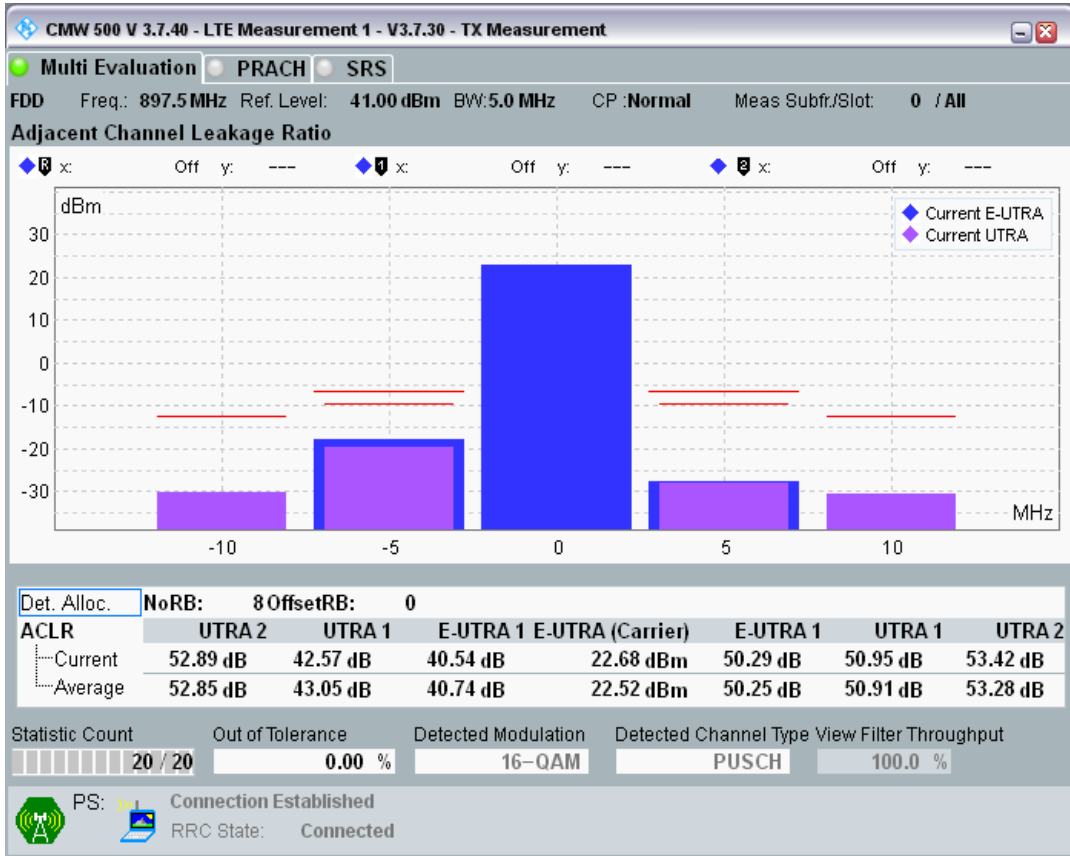 CMW 500 V 3.7.40 - LTE Measurement 1 - V3.7.30 - TX Measurement
Multi Evaluation PRACH SRS
FDD Freq.: 897.5 MHz Ref. Level: 41.00 dBm BW: 5.0 MHz CP : Normal Meas Subfr./Slot: 0 / All
Adjacent Channel Leakage Ratio
R x: Off y: --- 1 x: Off y: --- 2 x: Off y: ---
dBm
Current E-UTRA
Current UTRA
30
20
10
0
-10
-20
-30
MHz
-10 -5 0 5 10
Det. Alloc. NoRB: 8 OffsetRB: 0
ACLR UTRA 2 UTRA 1 E-UTRA 1 E-UTRA (Carrier) E-UTRA 1 UTRA 1 UTRA 2
Current 52.89 dB 42.57 dB 40.54 dB 22.68 dBm 50.29 dB 50.95 dB 53.42 dB
Average 52.85 dB 43.05 dB 40.74 dB 22.52 dBm 50.25 dB 50.91 dB 53.28 dB
Statistic Count Out of Tolerance Detected Modulation Detected Channel Type View Filter Throughput
20 / 20 0.00 % 16-QAM PUSCH 100.0 %
PS: Connection Established
RRC State: Connected